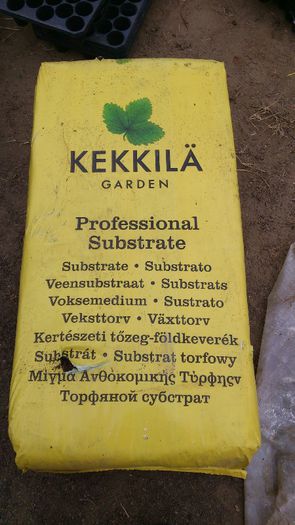 KEKKILÄ
GARDEN
Professional
Substrate
Substrate • Substrato
Veensubstraat • Substrats
Voksemedium • Sustrato
Veksttorv • Växttorv
Kertészeti tőzeg-földkeverék
Substrát • Substrat torfowy
Μίγμα Ανθοκομικής Τύρφης
Торфяной субстрат